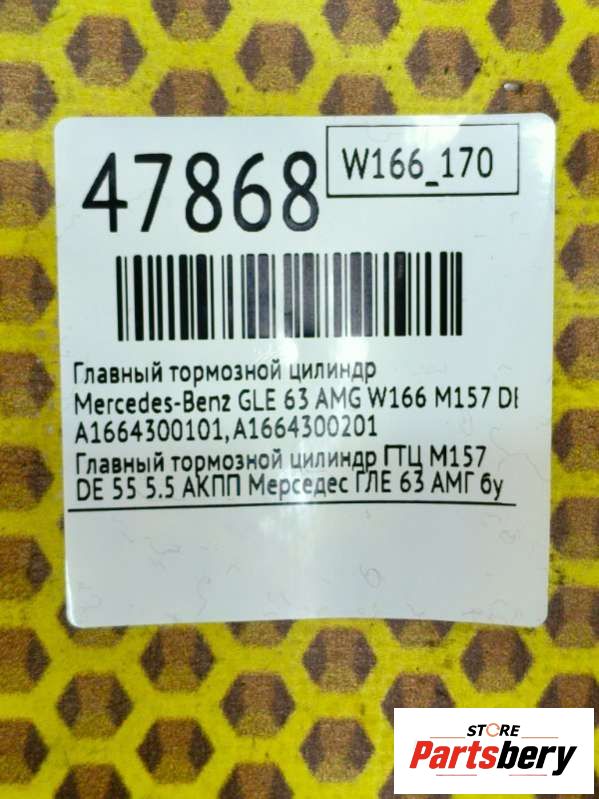 47868
W166_170
Главный тормозной цилиндр
Mercedes-Benz GLE 63 AMG W166 M157 DE
A1664300101, A1664300201
Главный тормозной цилиндр ГТЦ M157
DE 55 5.5 АКПП Мерседес ГЛЕ 63 АМГ бу
STORE
Partsbery